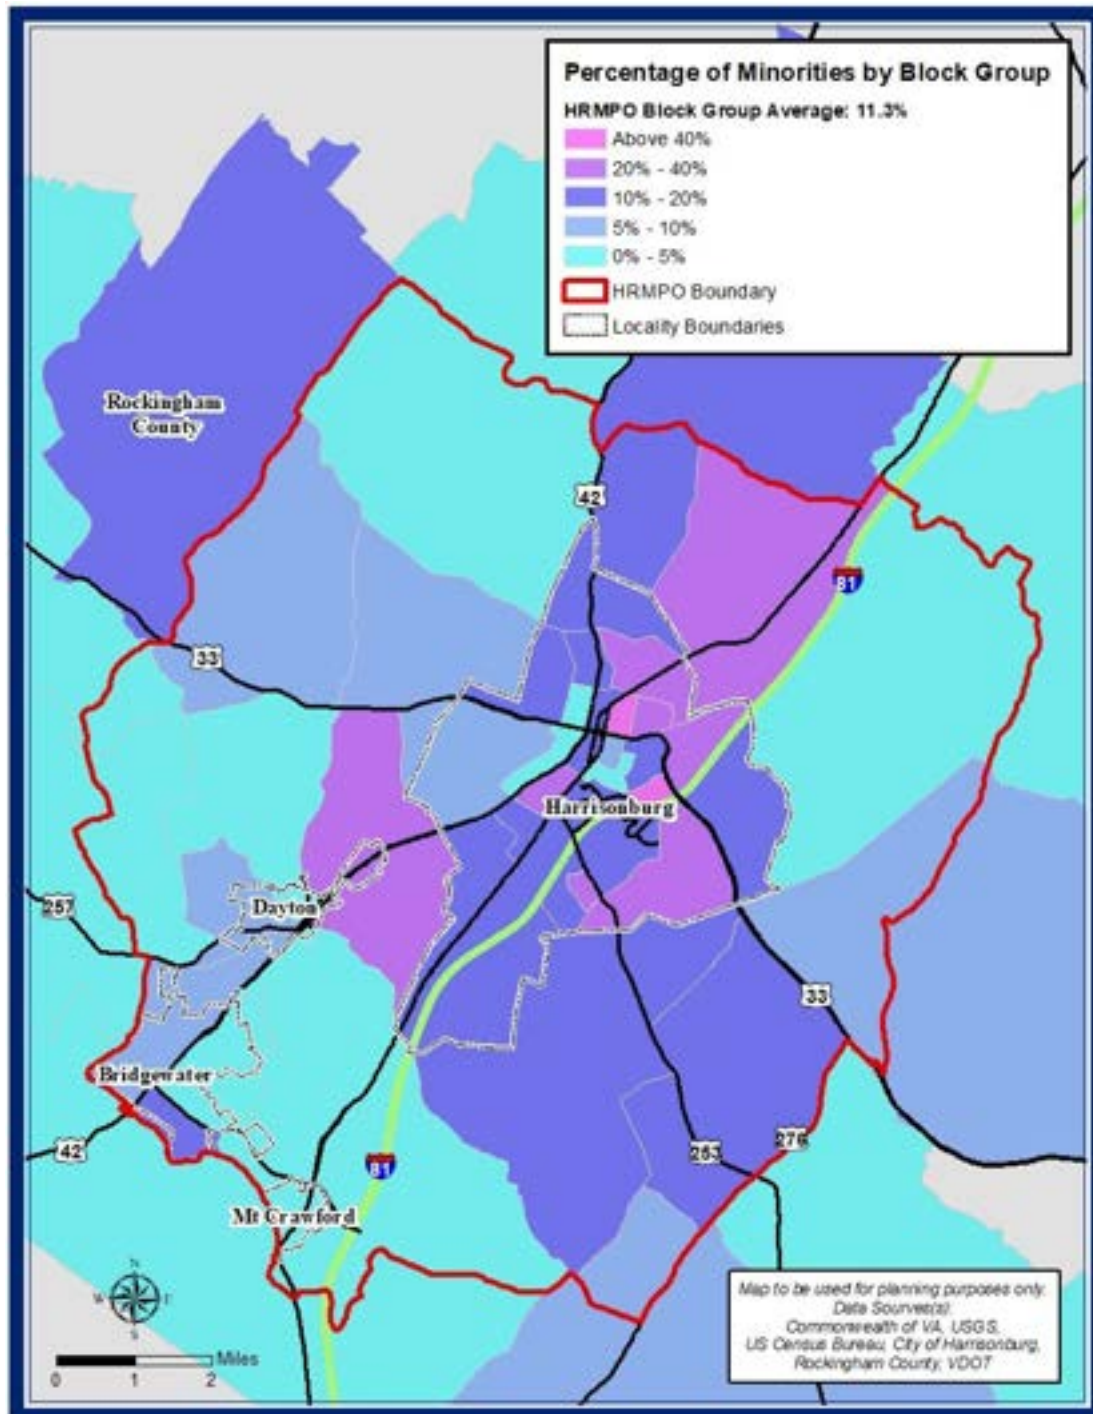 Percentage of Minorities by Block Group
HRMPO Block Group Average: 11.3%
Above 40%
20% - 40%
10% - 20%
5% - 10%
0% - 5%
HRMPO Boundary
Locality Boundaries
Rockingham
County
42
81
33
Harrisonburg
257
Dayton
33
Bridgewater
42
81
253
276
Mt Crawford
N
W
E
S
Miles
0 1 2
Map to be used for planning purposes only.
Data Sourves(s):
Commonwealth of VA, USGS,
US Census Bureau, City of Harrisonburg,
Rockingham County, VDOT